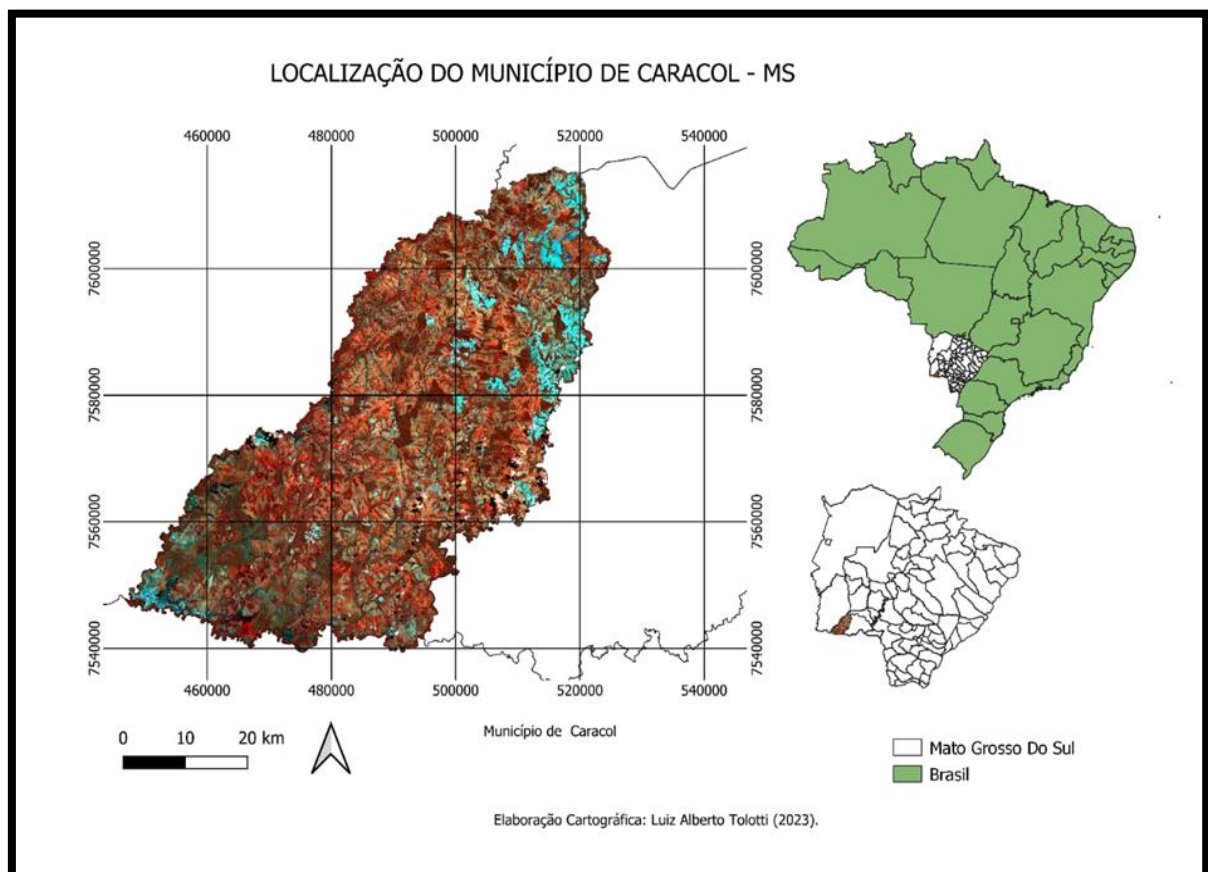 LOCALIZAÇÃO DO MUNICÍPIO DE CARACOL - MS
460000 480000 500000 520000 540000
7600000 7600000
7580000 7580000
7560000 7560000
7540000 7540000
460000 480000 500000 520000 540000
0 10 20 km
Município de Caracol
Mato Grosso Do Sul
Brasil
Elaboração Cartográfica: Luiz Alberto Tolotti (2023).